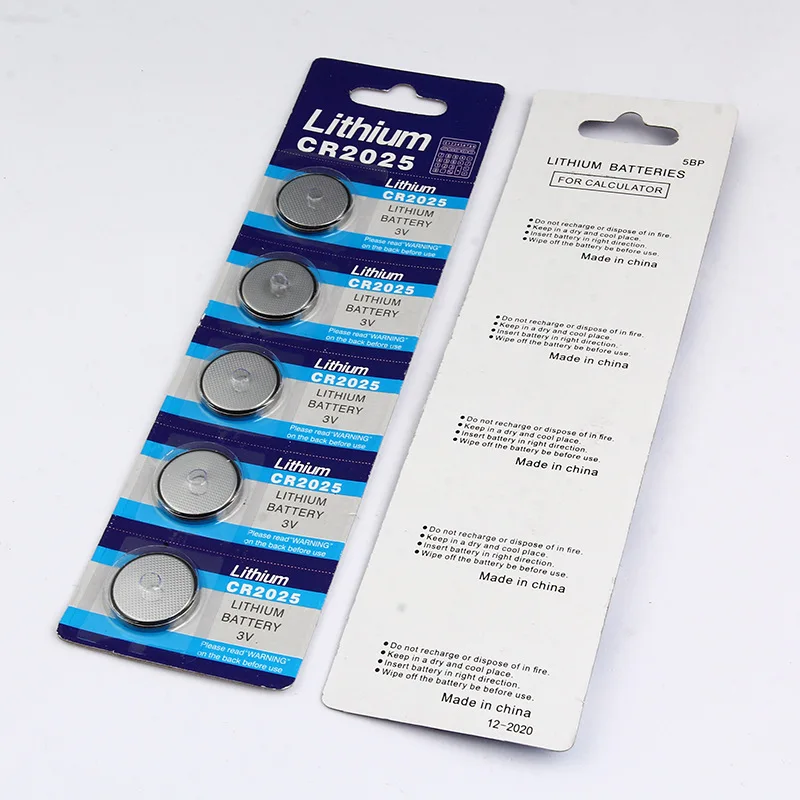 Lithium
CR2025
Lithium
CR2025
LITHIUM
BATTERY
3V
Please read"WARNING"
on the back before use
Lithium
CR2025
LITHIUM
BATTERY
3V
Please read"WARNING"
on the back before use
Lithium
CR2025
LITHIUM
BATTERY
3V
Please read"WARNING"
on the back before use
Lithium
CR2025
LITHIUM
BATTERY
3V
Please read"WARNING"
on the back before use
Lithium
CR2025
LITHIUM
BATTERY
3V
Please read"WARNING"
on the back before use
5BP
LITHIUM BATTERIES
FOR CALCULATOR
•Do not recharge or dispose of in fire.
•Keep in a dry and cool place.
•Insert battery in right direction.
•Wipe off the battery be before use.
Made in china
•Do not recharge or dispose of in fire.
•Keep in a dry and cool place.
•Insert battery in right direction.
•Wipe off the battery be before use.
Made in china
•Do not recharge or dispose of in fire.
•Keep in a dry and cool place.
•Insert battery in right direction.
•Wipe off the battery be before use.
Made in china
•Do not recharge or dispose of in fire.
•Keep in a dry and cool place.
•Insert battery in right direction.
•Wipe off the battery be before use.
Made in china
•Do not recharge or dispose of in fire.
•Keep in a dry and cool place.
•Insert battery in right direction.
•Wipe off the battery be before use.
Made in china
12-2020